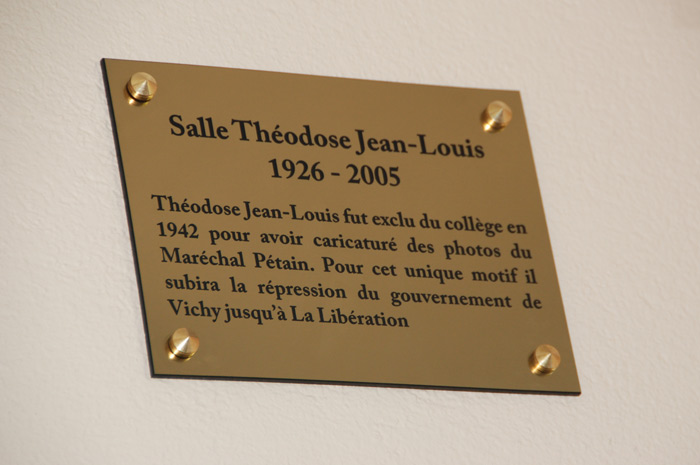 Salle Théodose Jean-Louis
1926 - 2005
Théodose Jean-Louis fut exclu du collège en
1942 pour avoir caricaturé des photos du
Maréchal Pétain. Pour cet unique motif il
subira la répression du gouvernement de
Vichy jusqu'à La Libération